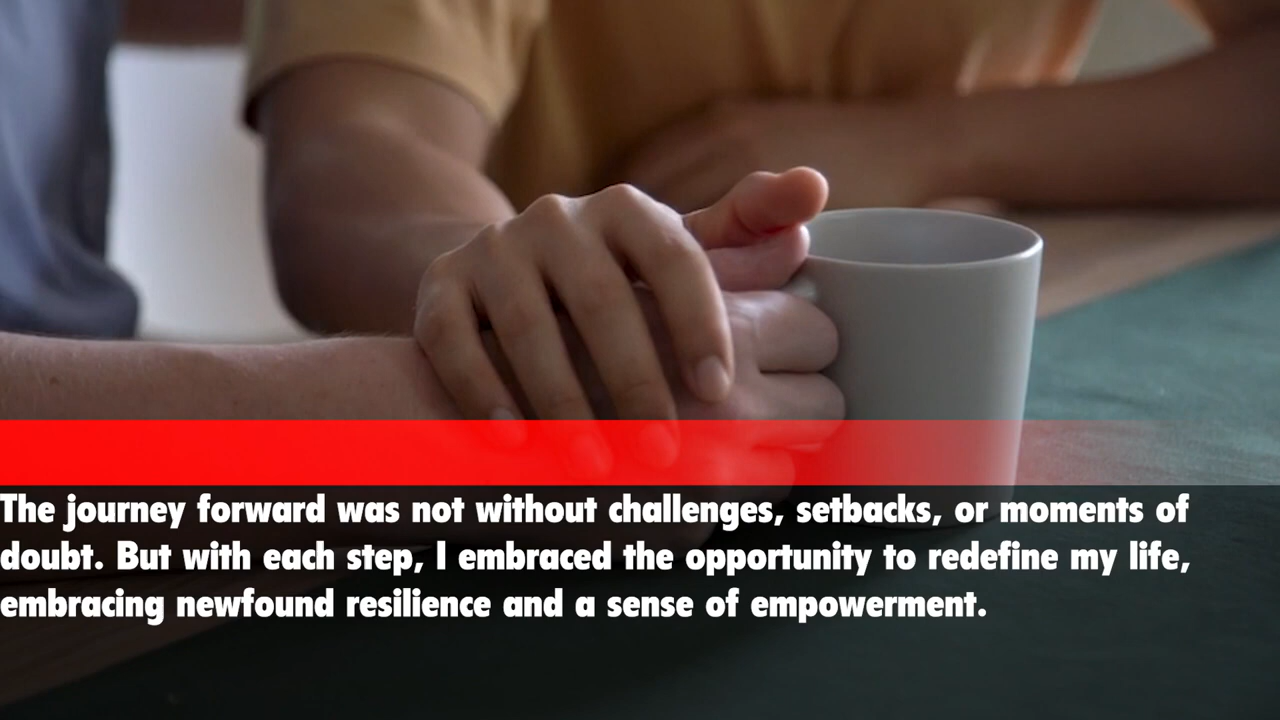 The journey forward was not without challenges, setbacks, or moments of
doubt. But with each step, I embraced the opportunity to redefine my life,
embracing newfound resilience and a sense of empowerment.